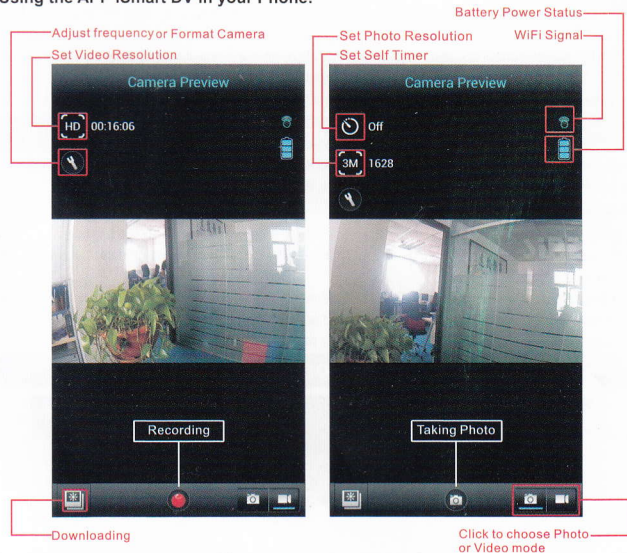 Using the APP iSmart DV in your Phone:
Battery Power Status
Adjust frequency or Format Camera
Set Photo Resolution
WiFi Signal
Set Video Resolution
Set Self Timer
Camera Preview
Camera Preview
HD 00:16:06
Off
3M 1628
Recording
Taking Photo
Downloading
Click to choose Photo
or Video mode